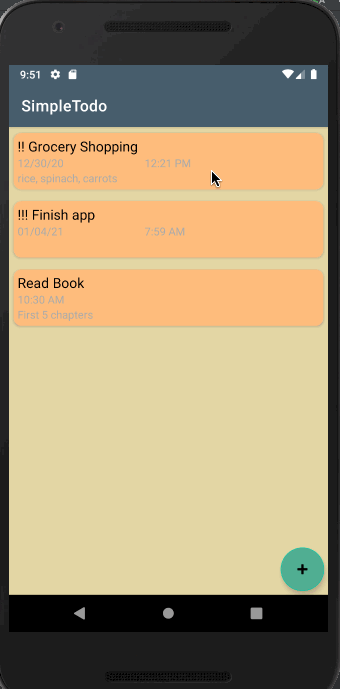 9:51
SimpleTodo
!! Grocery Shopping
12/30/20 12:21 PM
rice, spinach, carrots
!!! Finish app
01/04/21 7:59 AM
Read Book
10:30 AM
First 5 chapters
+